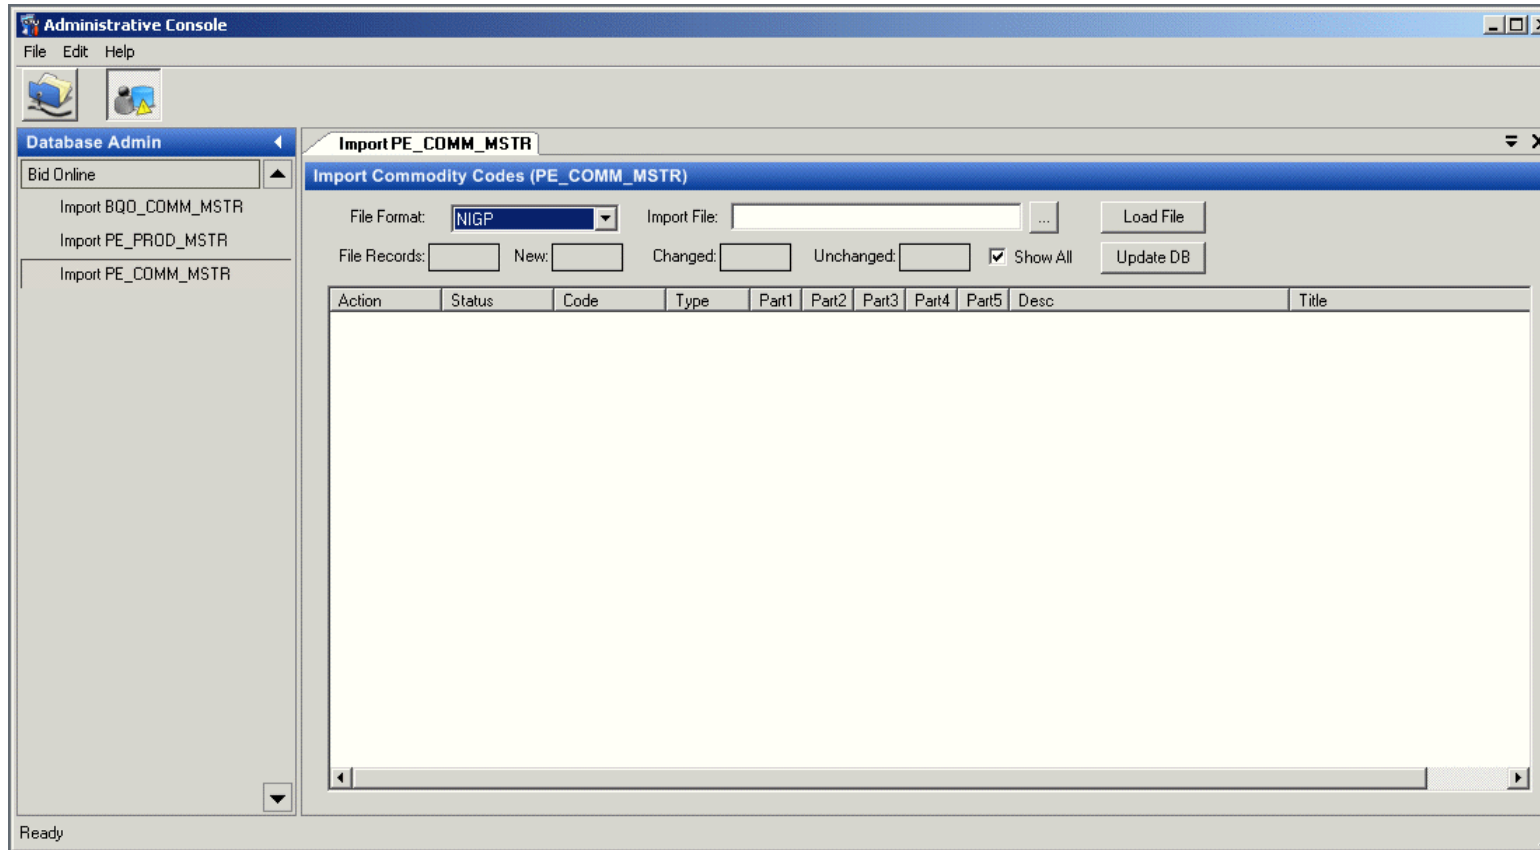 Administrative Console
File Edit Help
Database Admin
Bid Online
Import BQO_COMM_MSTR
Import PE_PROD_MSTR
Import PE_COMM_MSTR
Import PE_COMM_MSTR
Import Commodity Codes (PE_COMM_MSTR)
File Format: NIGP Import File: ... Load File
File Records: New: Changed: Unchanged: Show All Update DB
Action Status Code Type Part1 Part2 Part3 Part4 Part5 Desc Title
Ready